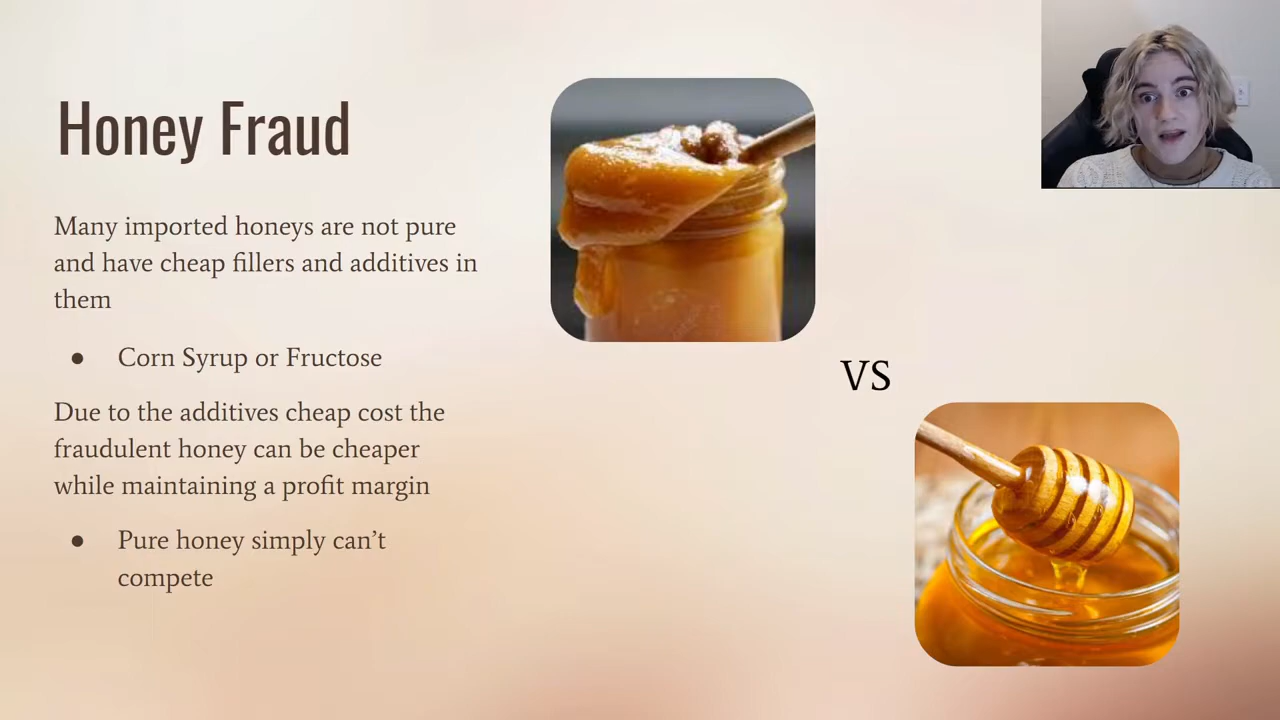 Honey Fraud
Many imported honeys are not pure
and have cheap fillers and additives in
them
● Corn Syrup or Fructose
Due to the additives cheap cost the
fraudulent honey can be cheaper
while maintaining a profit margin
● Pure honey simply can’t
compete
VS